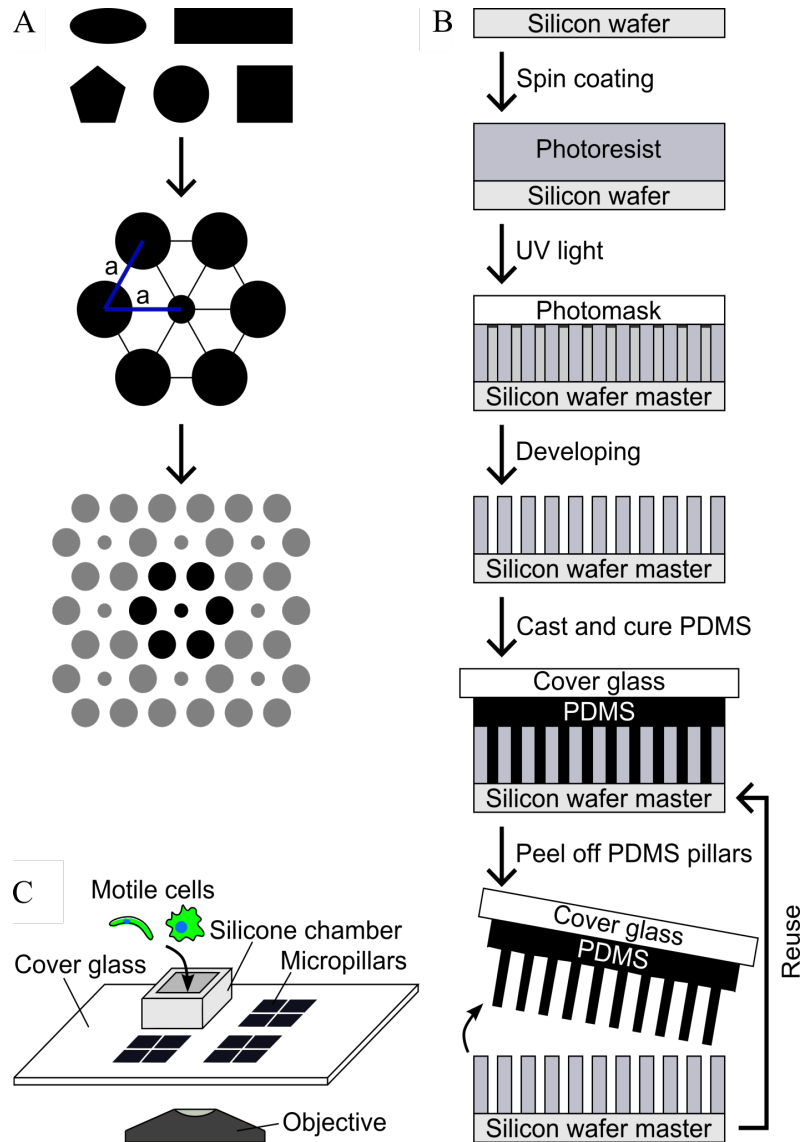 A
a
a
B
Silicon wafer
Spin coating
Photoresist
Silicon wafer
UV light
Photomask
Silicon wafer master
Developing
Silicon wafer master
Cast and cure PDMS
Cover glass
PDMS
Silicon wafer master
Peel off PDMS pillars
Cover glass
PDMS
Reuse
Silicon wafer master
C
Motile cells
Silicone chamber
Cover glass
Micropillars
Objective